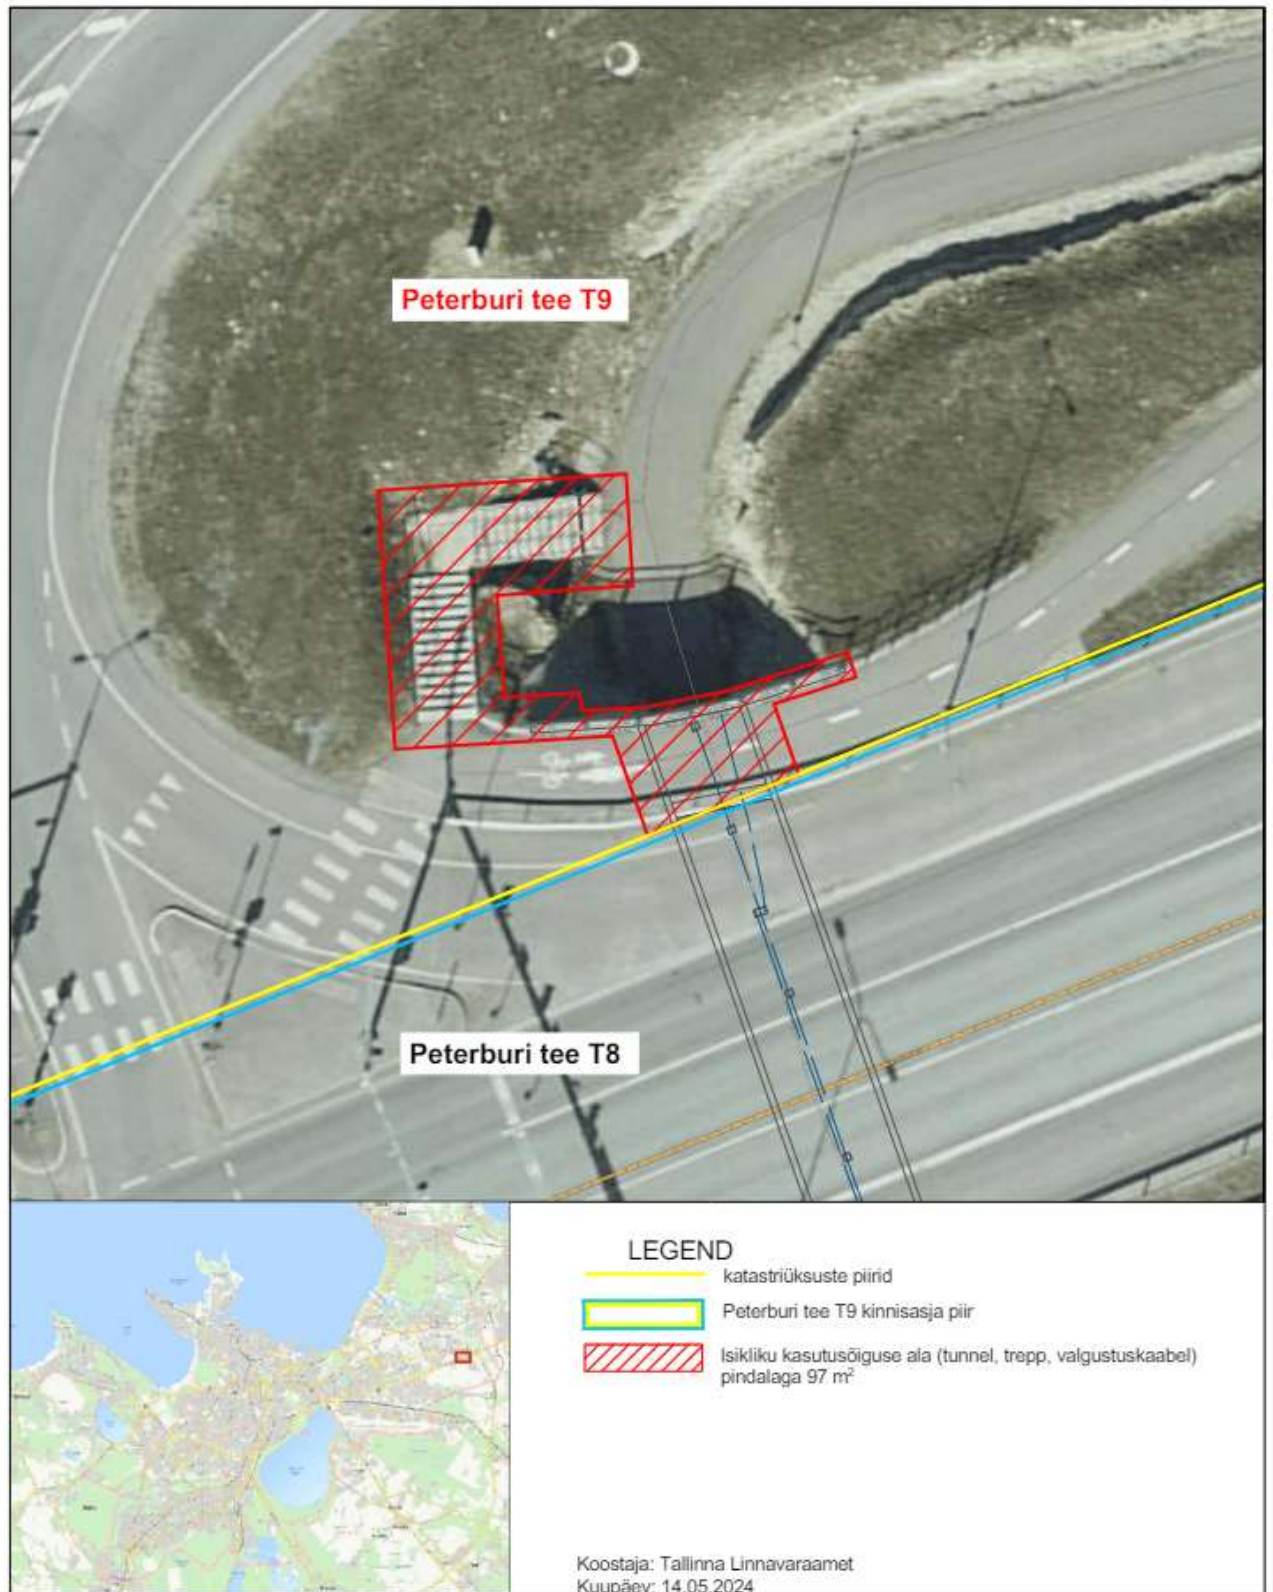 Peterburi tee T9
Peterburi tee T8
LEGEND
katastriüksuste piirid
Peterburi tee T9 kinnisasja piir
Isikliku kasutusõiguse ala (tunnel, trepp, valgustuskaabel)
pindalaga 97 m²
Koostaja: Tallinna Linnavaraamet
Kuupäev: 14.05.2024